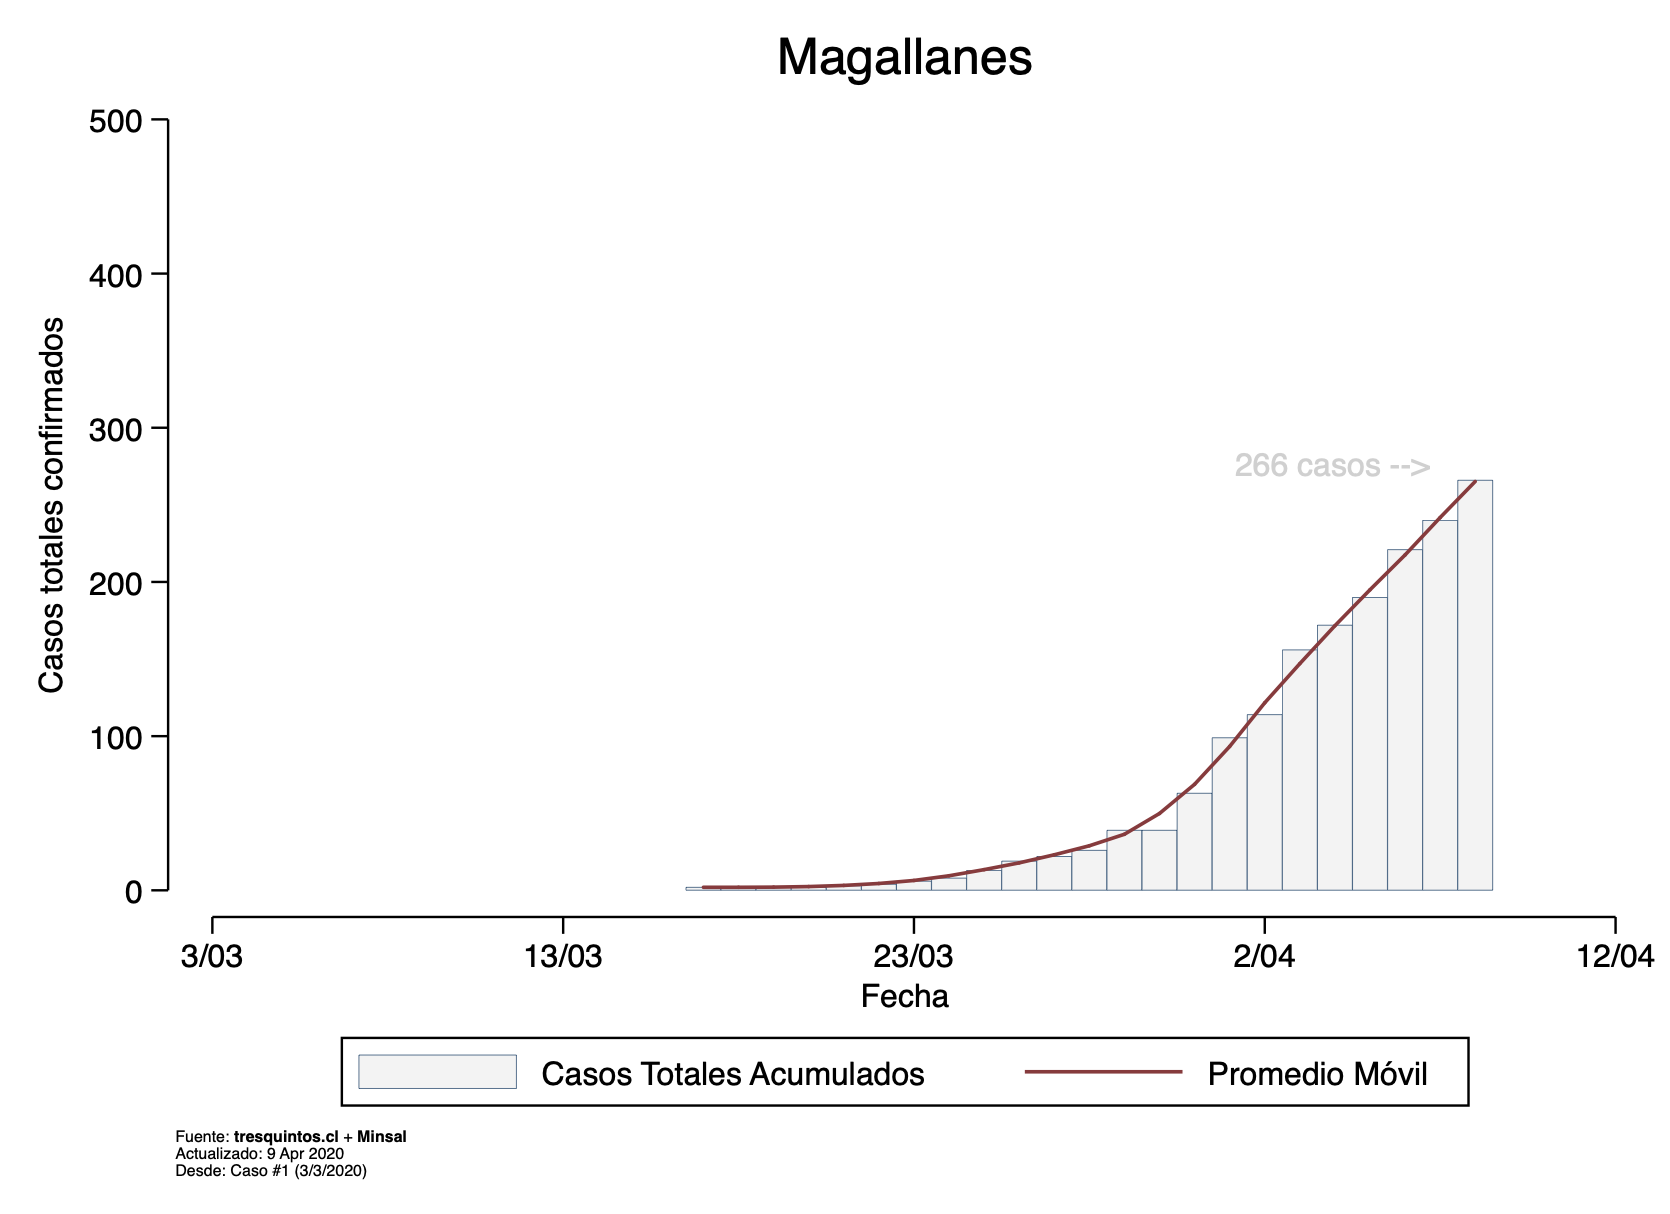 Magallanes
500
400
300
200
100
0
Casos totales confirmados
266 casos -->
3/03
13/03
23/03
2/04
12/04
Fecha
Casos Totales Acumulados
Promedio Móvil
Fuente: tresquintos.cl + Minsal
Actualizado: 9 Apr 2020
Desde: Caso #1 (3/3/2020)